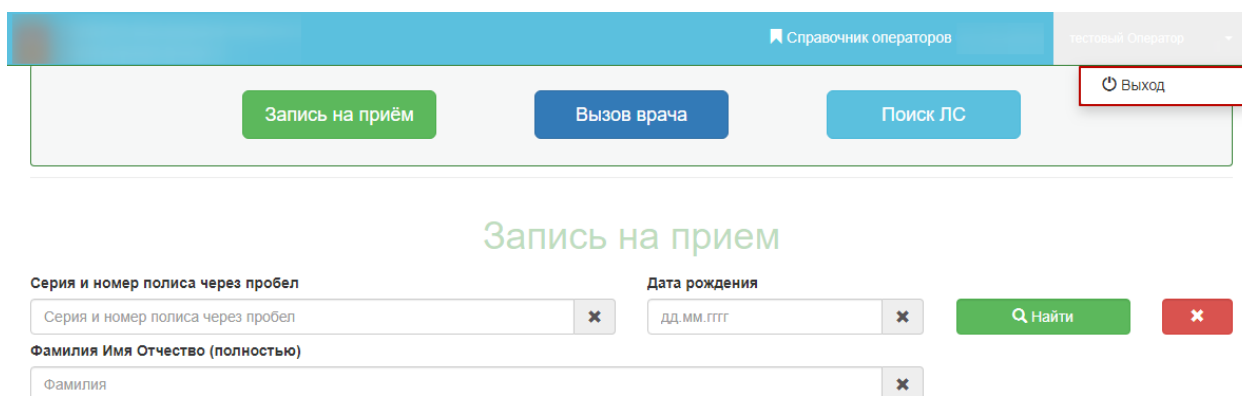 Справочник операторов
тестовый Оператор
Выход
Запись на приём
Вызов врача
Поиск ЛС
Запись на прием
Серия и номер полиса через пробел
Дата рождения
Серия и номер полиса через пробел
дд.мм.гггг
Найти
Фамилия Имя Отчество (полностью)
Фамилия